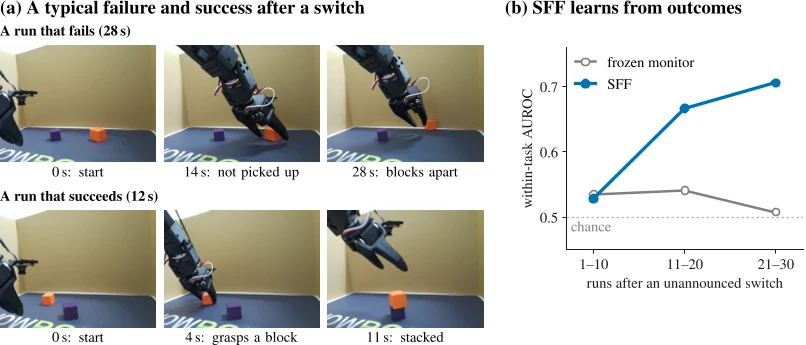 (a) A typical failure and success after a switch
A run that fails (28 s)
0 s: start
14 s: not picked up
28 s: blocks apart
A run that succeeds (12 s)
0 s: start
4 s: grasps a block
11 s: stacked
(b) SFF learns from outcomes
frozen monitor
SFF
within-task AUROC
0.7
0.6
0.5
chance
1–10
11–20
21–30
runs after an unannounced switch